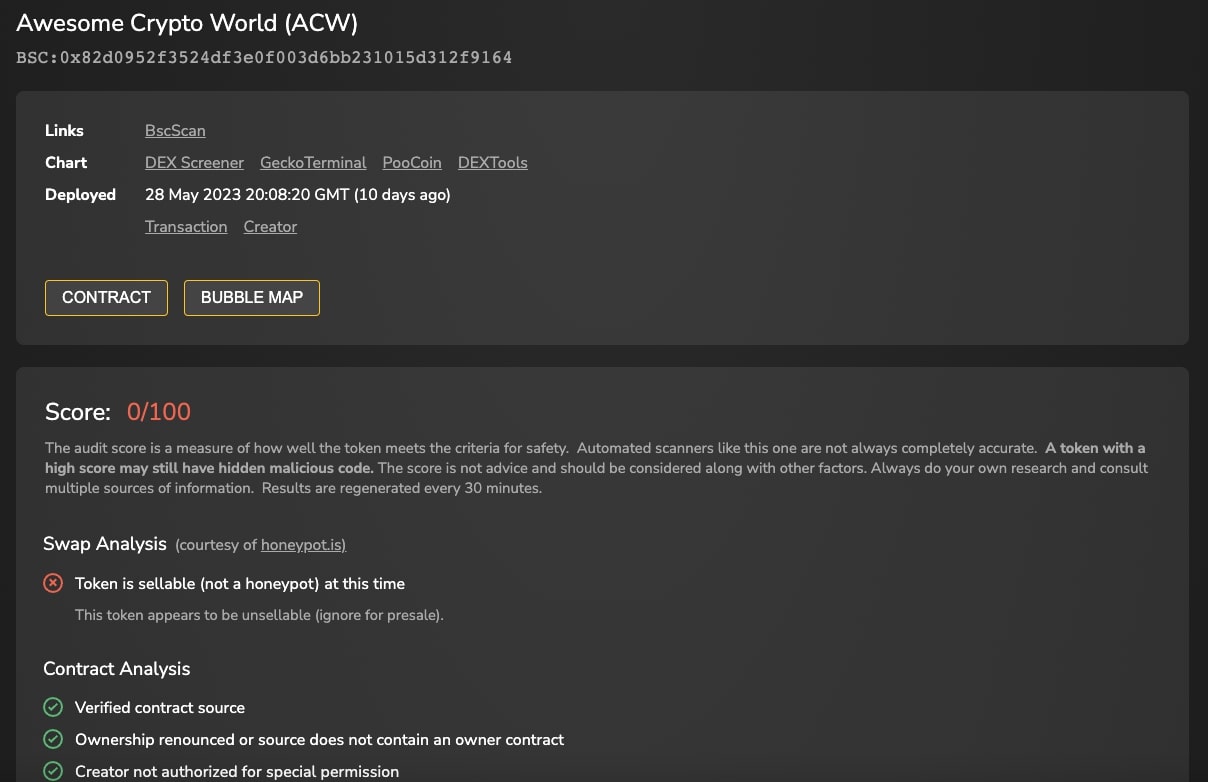 Awesome Crypto World (ACW)
BSC:0x82d0952f3524df3e0f003d6bb231015d312f9164
Links BscScan
Chart DEX Screener GeckoTerminal PooCoin DEXTools
Deployed 28 May 2023 20:08:20 GMT (10 days ago)
Transaction Creator
CONTRACT BUBBLE MAP
Score: 0/100
The audit score is a measure of how well the token meets the criteria for safety. Automated scanners like this one are not always completely accurate. A token with a
high score may still have hidden malicious code. The score is not advice and should be considered along with other factors. Always do your own research and consult
multiple sources of information. Results are regenerated every 30 minutes.
Swap Analysis (courtesy of honeypot.is)
Token is sellable (not a honeypot) at this time
This token appears to be unsellable (ignore for presale).
Contract Analysis
Verified contract source
Ownership renounced or source does not contain an owner contract
Creator not authorized for special permission